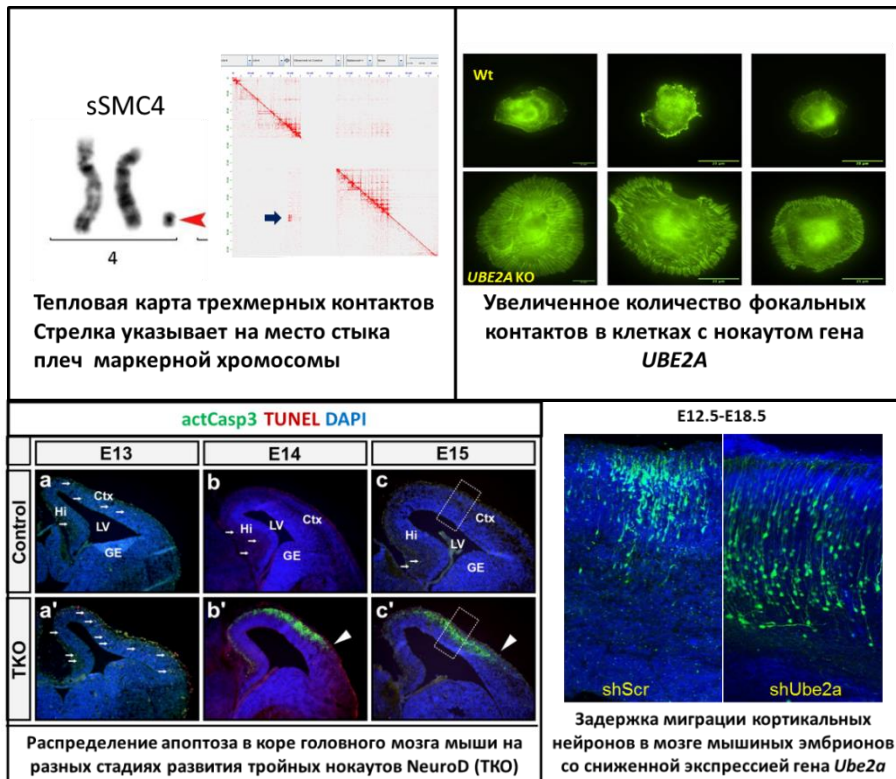 sSMC4
4
Тепловая карта трехмерных контактов
Стрелка указывает на место стыка
плеч маркерной хромосомы
Wt
UBE2A KO
Увеличенное количество фокальных
контактов в клетках с нокаутом гена
UBE2A
actCasp3 TUNEL DAPI
E13 E14 E15
Control
a Ctx Hi LV GE
b Ctx Hi LV GE
c Ctx Hi LV GE
TKO
a' b' c'
Распределение апоптоза в коре головного мозга мыши на
разных стадиях развития тройных нокаутов NeuroD (ТКО)
E12.5-E18.5
shScr shUbe2a
Задержка миграции кортикальных
нейронов в мозге мышиных эмбрионов
со сниженной экспрессией гена Ube2a